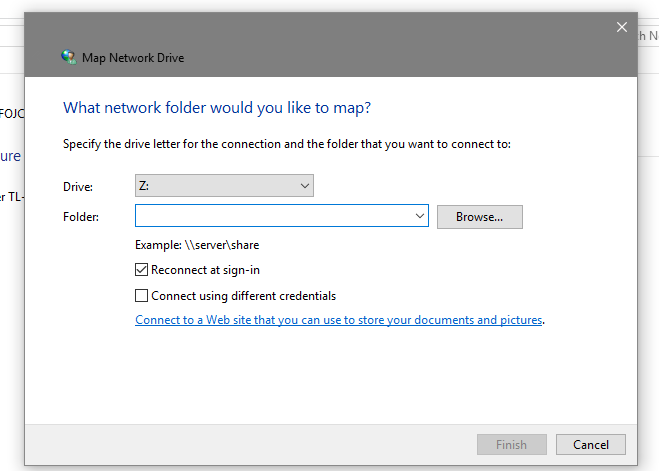 h N
Map Network Drive
What network folder would you like to map?
FOJC
Specify the drive letter for the connection and the folder that you want to connect to:
ure
Drive: Z:
er TL-
Folder: Browse...
Example: \\server\share
Reconnect at sign-in
Connect using different credentials
Connect to a Web site that you can use to store your documents and pictures.
Finish Cancel